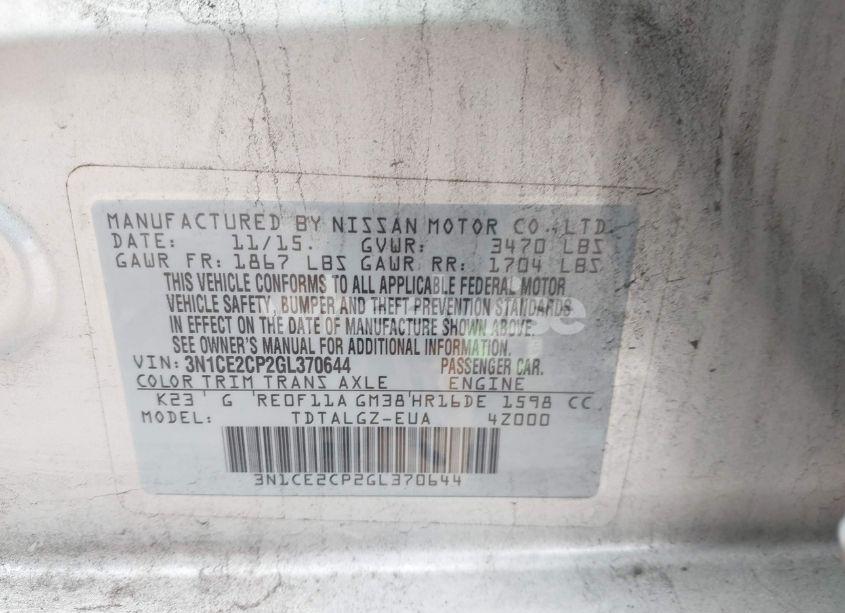 MANUFACTURED BY NISSAN MOTOR CO., LTD.
DATE: 11/15. GVWR: 3470 LBS
GAWR FR: 1867 LBS GAWR RR: 1704 LBS
THIS VEHICLE CONFORMS TO ALL APPLICABLE FEDERAL MOTOR
VEHICLE SAFETY, BUMPER AND THEFT PREVENTION STANDARDS
IN EFFECT ON THE DATE OF MANUFACTURE SHOWN ABOVE.
SEE OWNER'S MANUAL FOR ADDITIONAL INFORMATION.
VIN: 3N1CE2CP2GL370644 PASSENGER CAR.
COLOR TRIM TRANS AXLE ENGINE
K23 G RE0F11A GM38 HR16DE 1598 CC
MODEL: TDTALGZ-EUA 4Z000
3N1CE2CP2GL370644